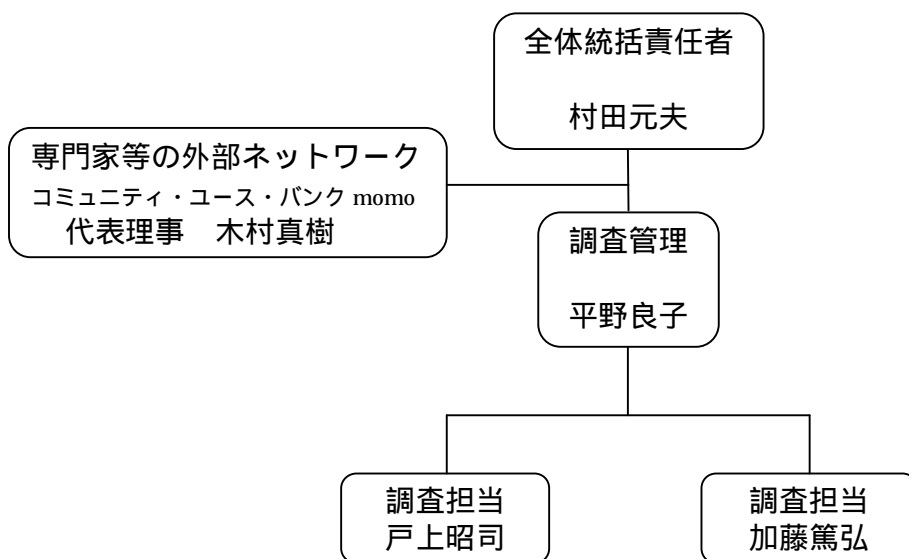 全体統括責任者
村田元夫
専門家等の外部ネットワーク
コミュニティ・ユース・バンク momo
代表理事　木村真樹
調査管理
平野良子
調査担当
戸上昭司
調査担当
加藤篤弘